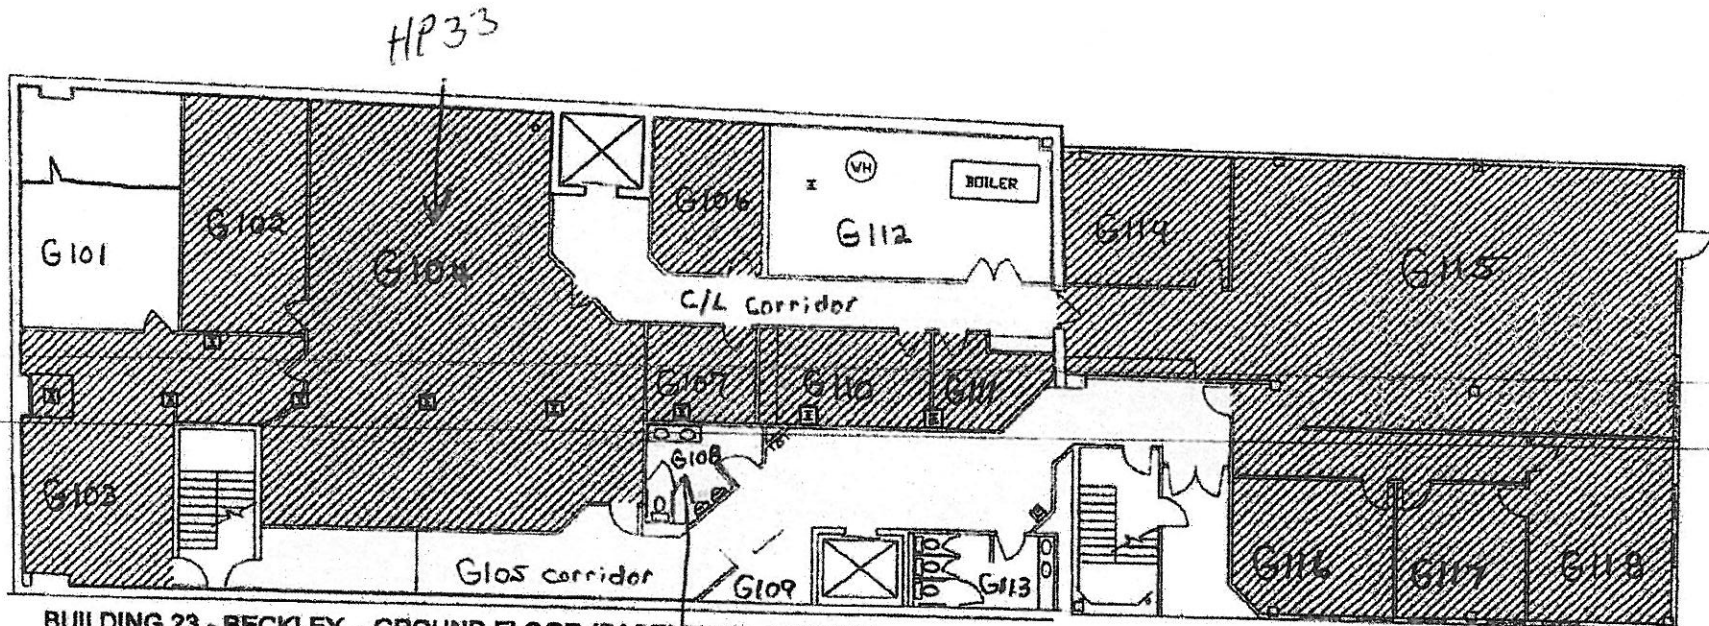 HP33
WH
BOILER
G106
G102
G112
G114
G101
G104
G115
C/L Corridor
G107
G110
G111
G108
G103
G105 corridor
G109
G113
G116
G117
G118
BUILDING 23 - BECKLEY - GROUND FLOOR